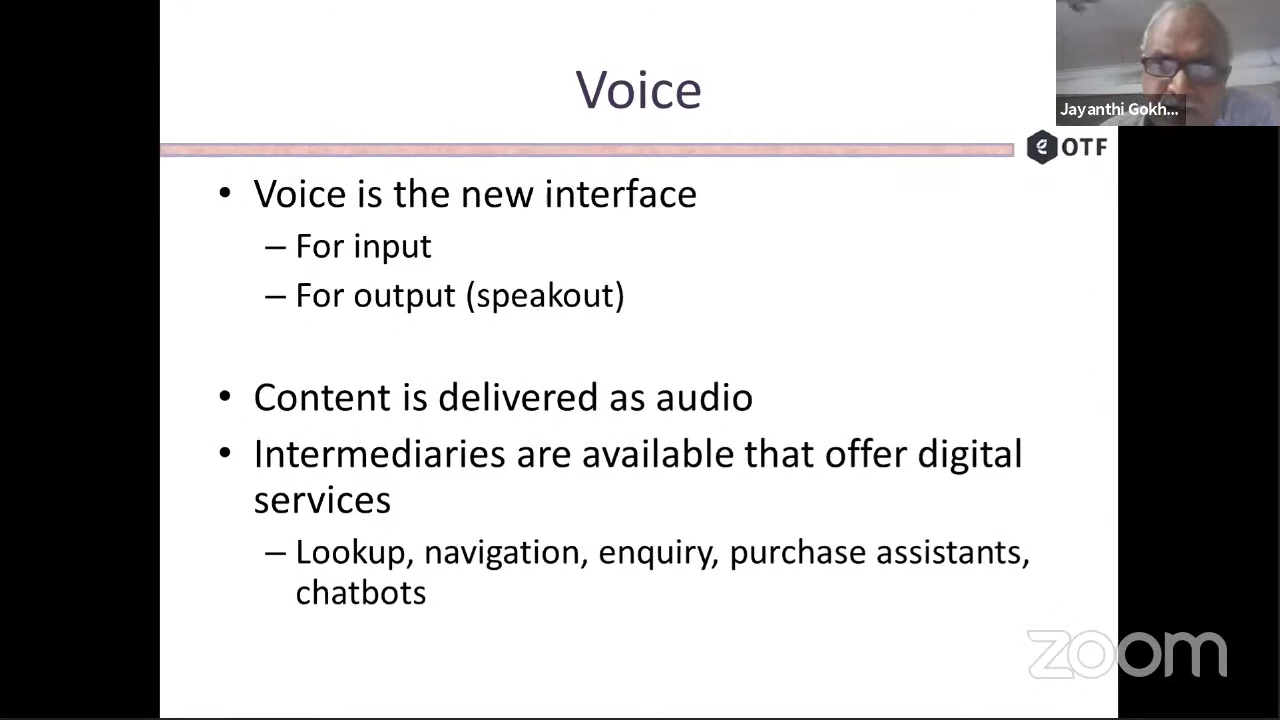 Voice
Jayanthi Gokh...
OTF
• Voice is the new interface
– For input
– For output (speakout)
• Content is delivered as audio
• Intermediaries are available that offer digital
services
– Lookup, navigation, enquiry, purchase assistants,
chatbots
zoom